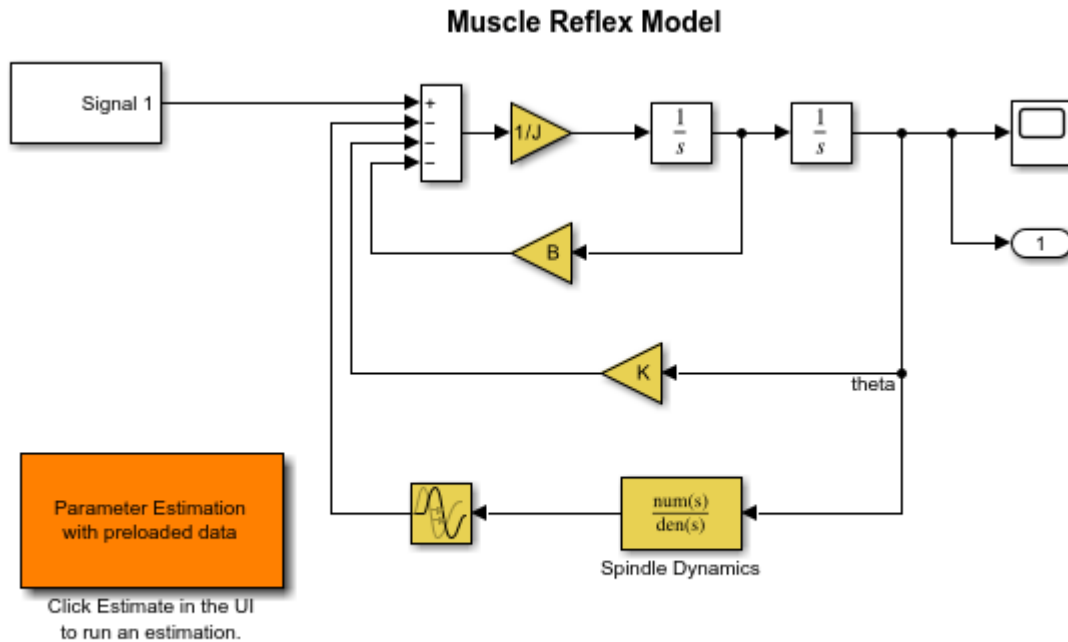 Muscle Reflex Model
Signal 1
+
−
−
−
1/J
1
s
1
s
B
1
K
theta
num(s)
den(s)
Spindle Dynamics
Parameter Estimation
with preloaded data
Click Estimate in the UI
to run an estimation.